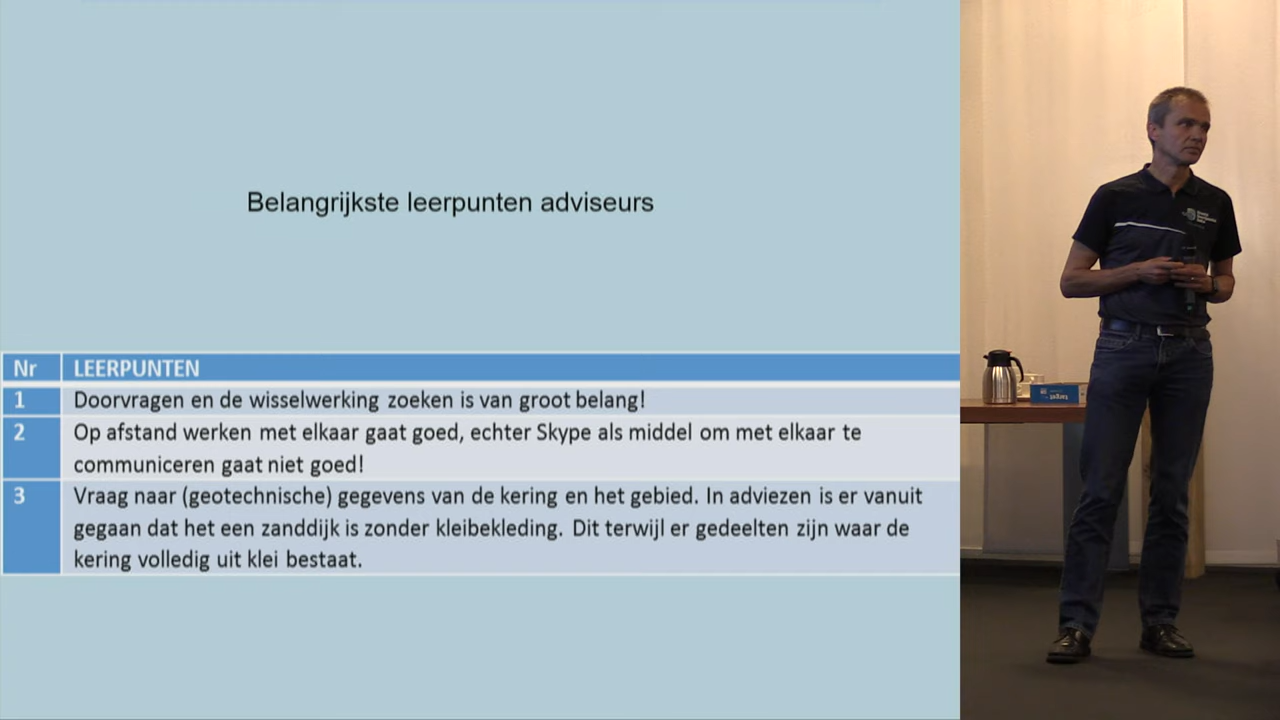 Belangrijkste leerpunten adviseurs
Nr LEERPUNTEN
1 Doorvragen en de wisselwerking zoeken is van groot belang!
2 Op afstand werken met elkaar gaat goed, echter Skype als middel om met elkaar te
communiceren gaat niet goed!
3 Vraag naar (geotechnische) gegevens van de kering en het gebied. In adviezen is er vanuit
gegaan dat het een zanddijk is zonder kleibekleding. Dit terwijl er gedeelten zijn waar de
kering volledig uit klei bestaat.